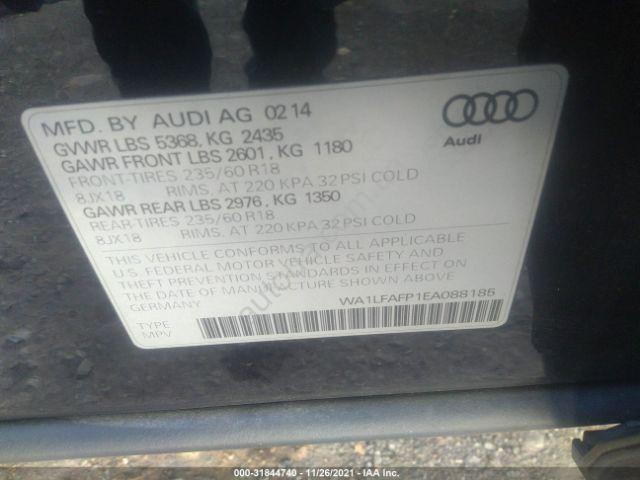 MFD. BY AUDI AG 02 14
GVWR LBS 5368, KG 2435
GAWR FRONT LBS 2601, KG 1180
FRONT-TIRES 235/60 R18
8JX18 RIMS, AT 220 KPA 32 PSI COLD
GAWR REAR LBS 2976, KG 1350
REAR-TIRES 235/60 R18
8JX18 RIMS, AT 220 KPA 32 PSI COLD
THIS VEHICLE CONFORMS TO ALL APPLICABLE
U.S. FEDERAL MOTOR VEHICLE SAFETY AND
THEFT PREVENTION STANDARDS IN EFFECT ON
THE DATE OF MANUFACTURE SHOWN ABOVE.
GERMANY
WA1LFAFP1EA088185
TYPE
MPV
Audi
000-31844740 - 11/26/2021 - IAA Inc.